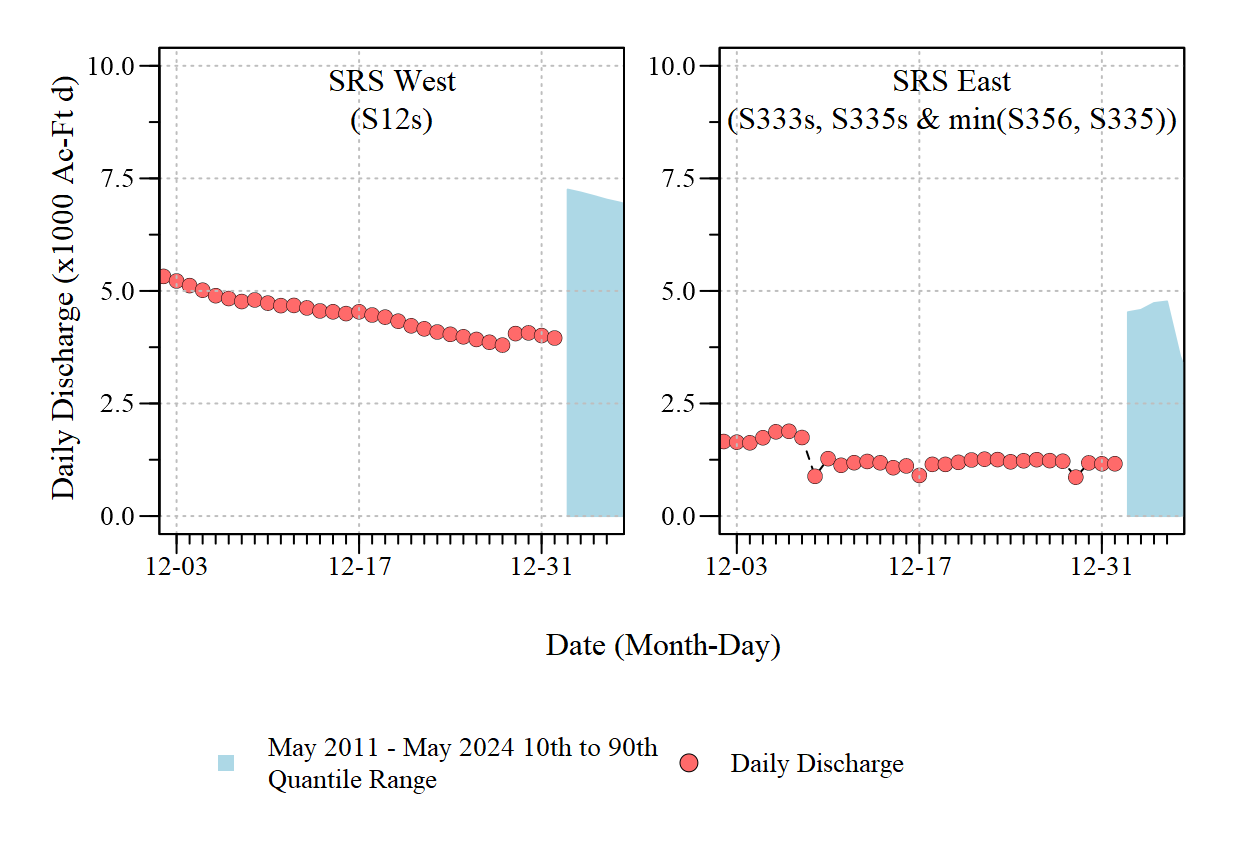 Daily Discharge (x1000 Ac-Ft d)
10.0
7.5
5.0
2.5
0.0
SRS West
(S12s)
12-03
12-17
12-31
10.0
7.5
5.0
2.5
0.0
SRS East
(S333s, S335s & min(S356, S335))
12-03
12-17
12-31
Date (Month-Day)
May 2011 - May 2024 10th to 90th
Quantile Range
Daily Discharge